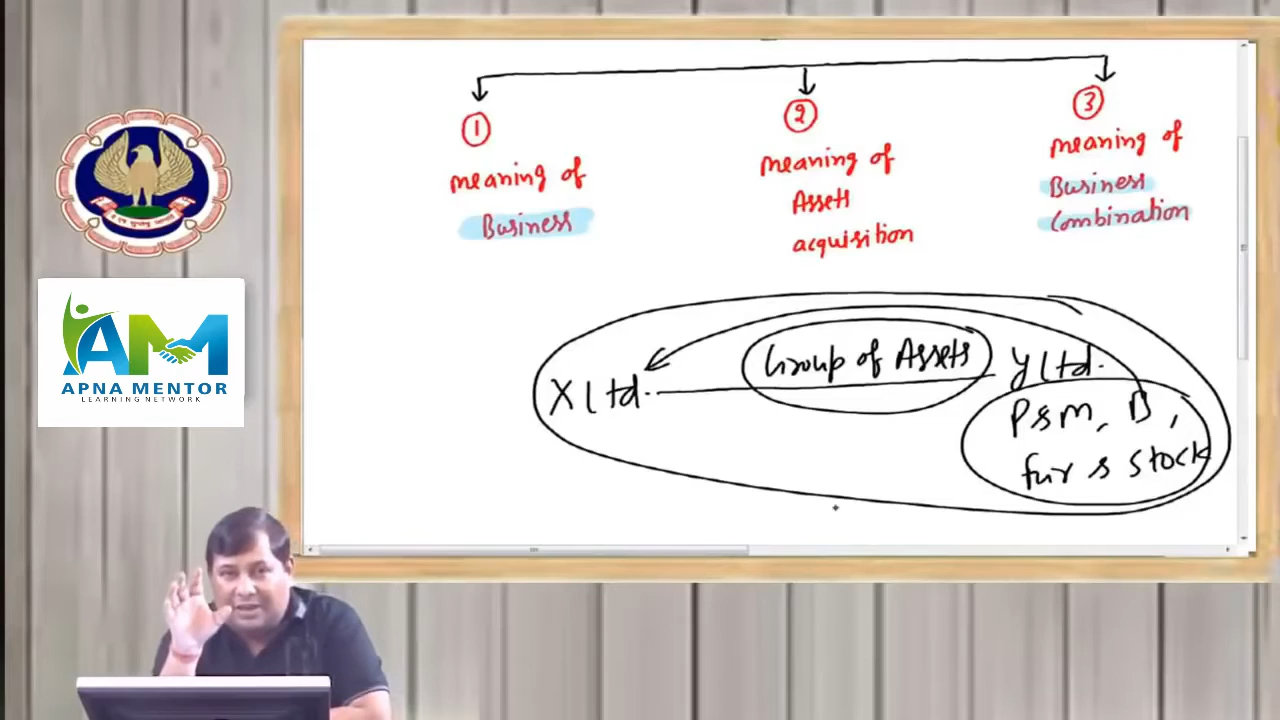 1
meaning of
Business
2
meaning of
Assets
acquisition
3
meaning of
Business
Combination
X Ltd.
Group of Assets
Y Ltd.
P & M, B,
fur & Stock
AM
APNA MENTOR
LEARNING NETWORK